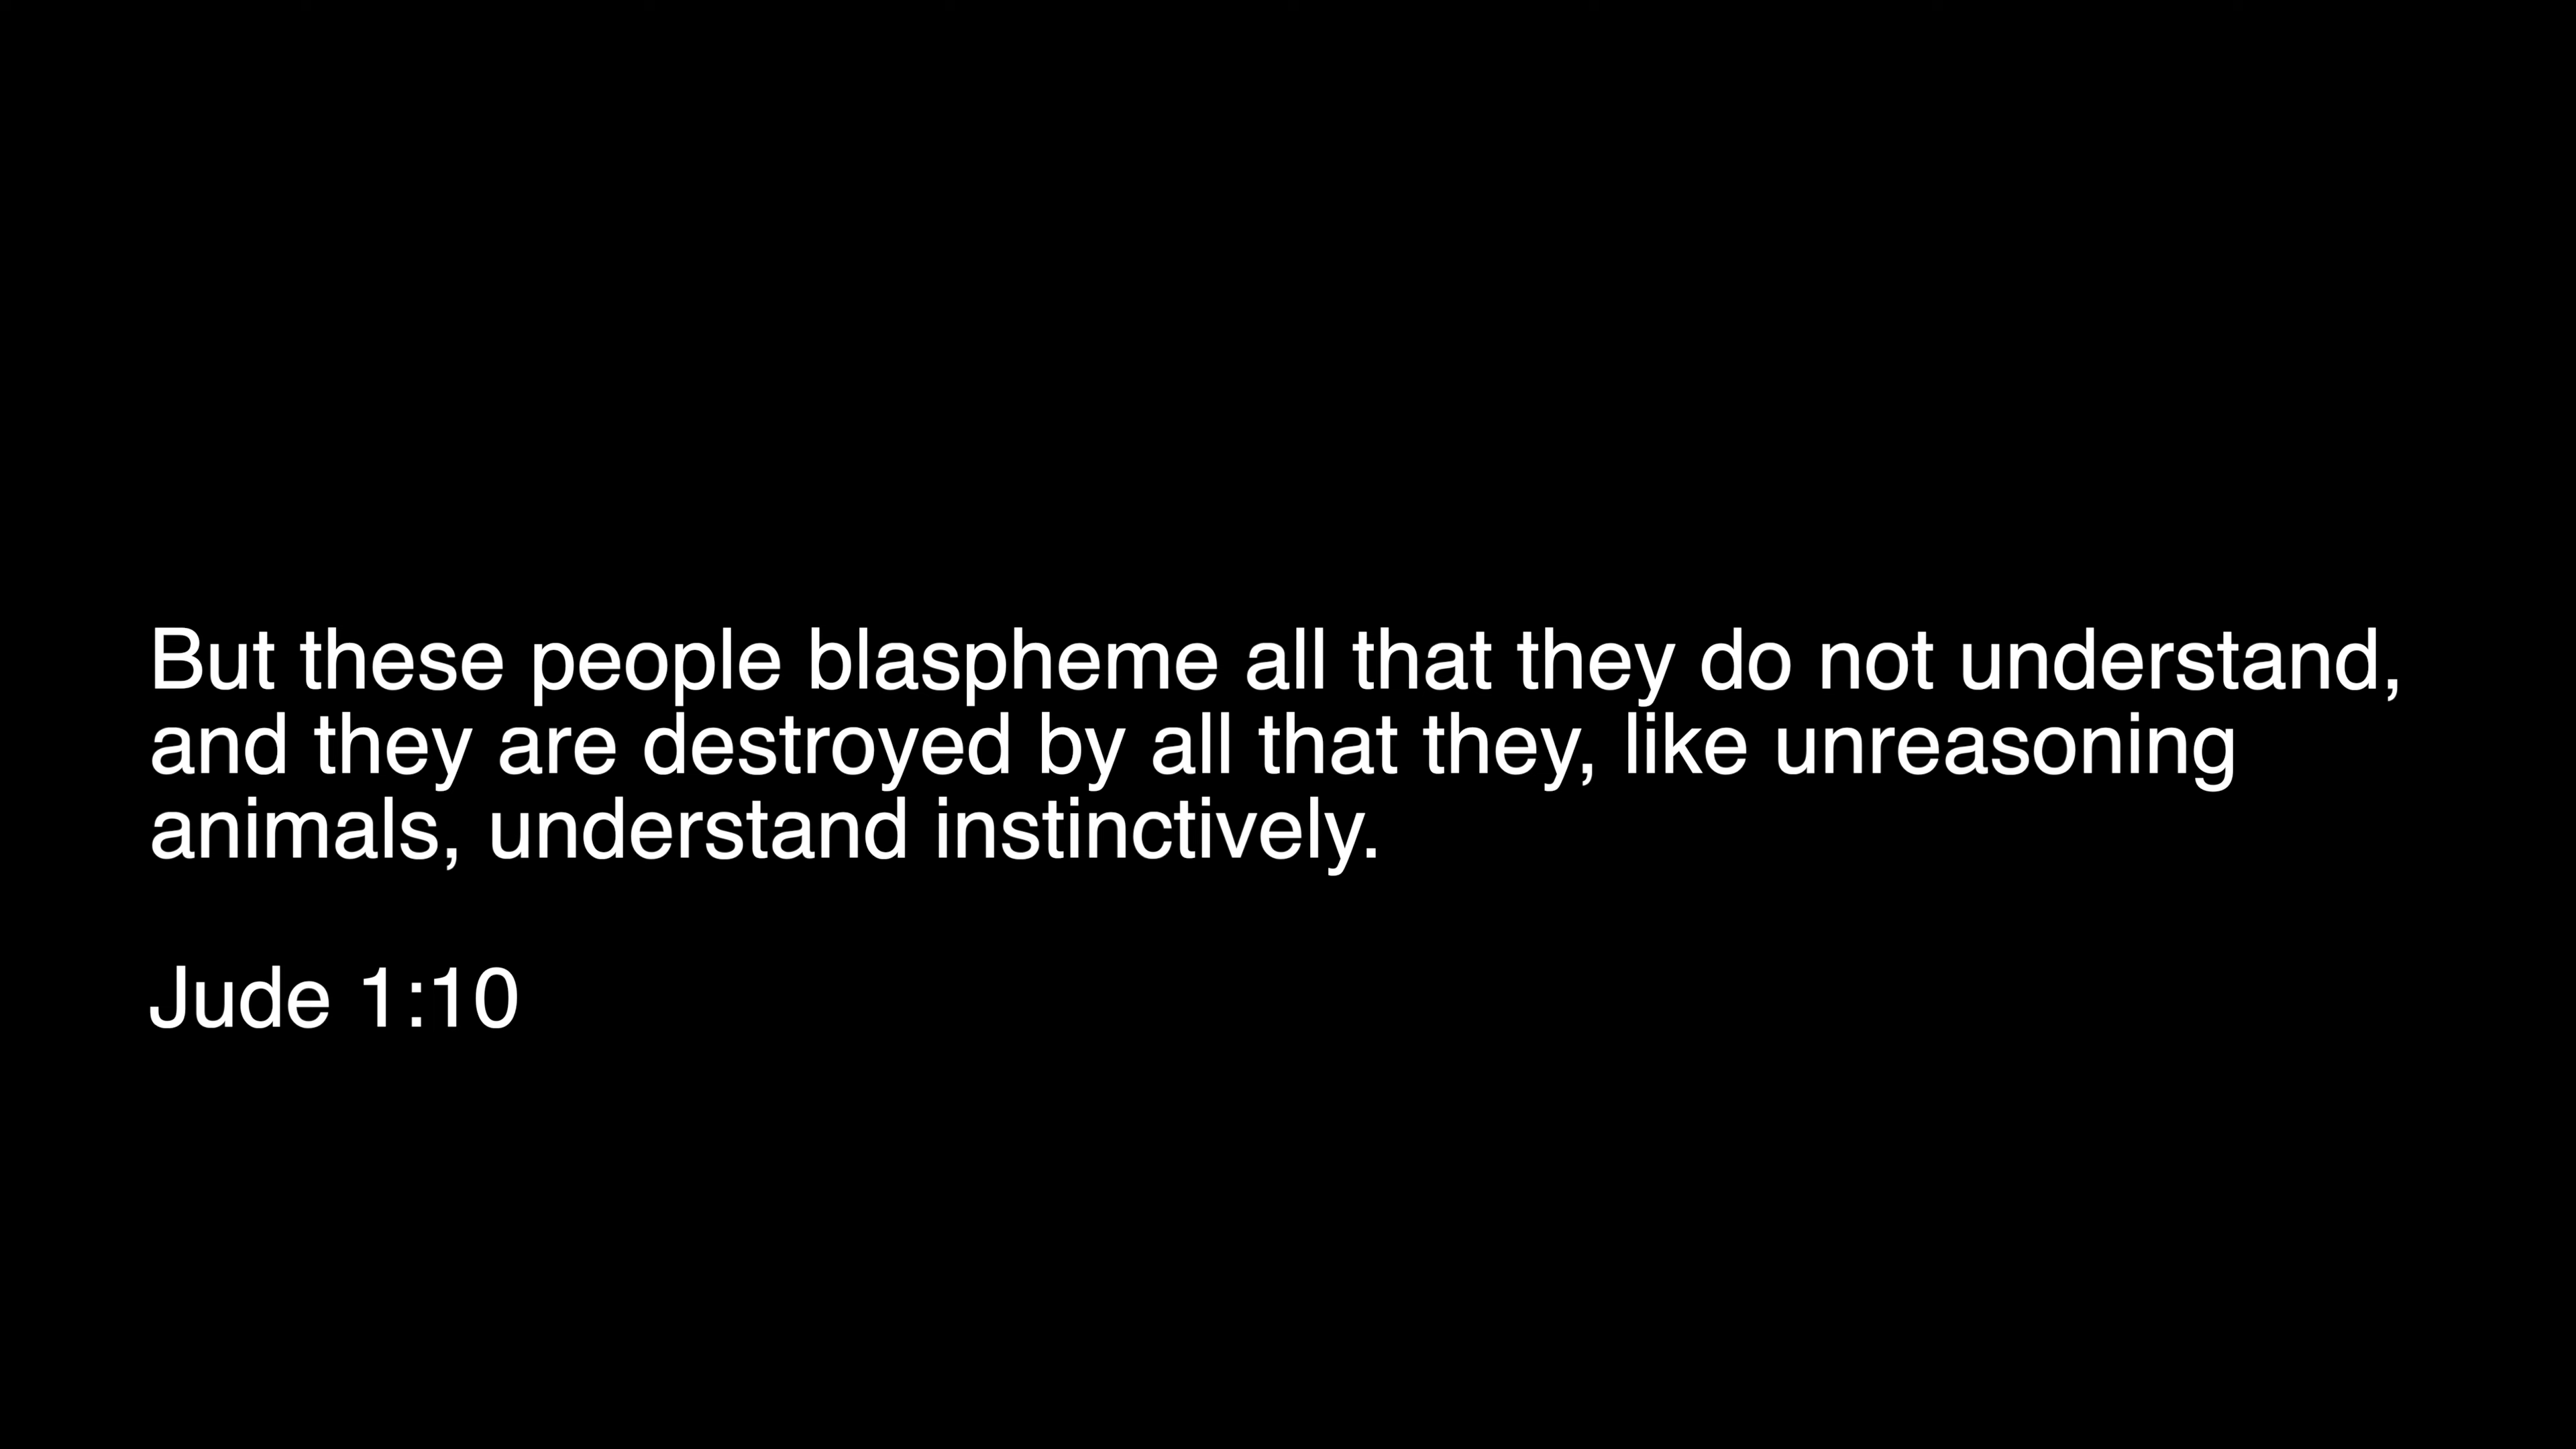 But these people blaspheme all that they do not understand,
and they are destroyed by all that they, like unreasoning
animals, understand instinctively.
Jude 1:10